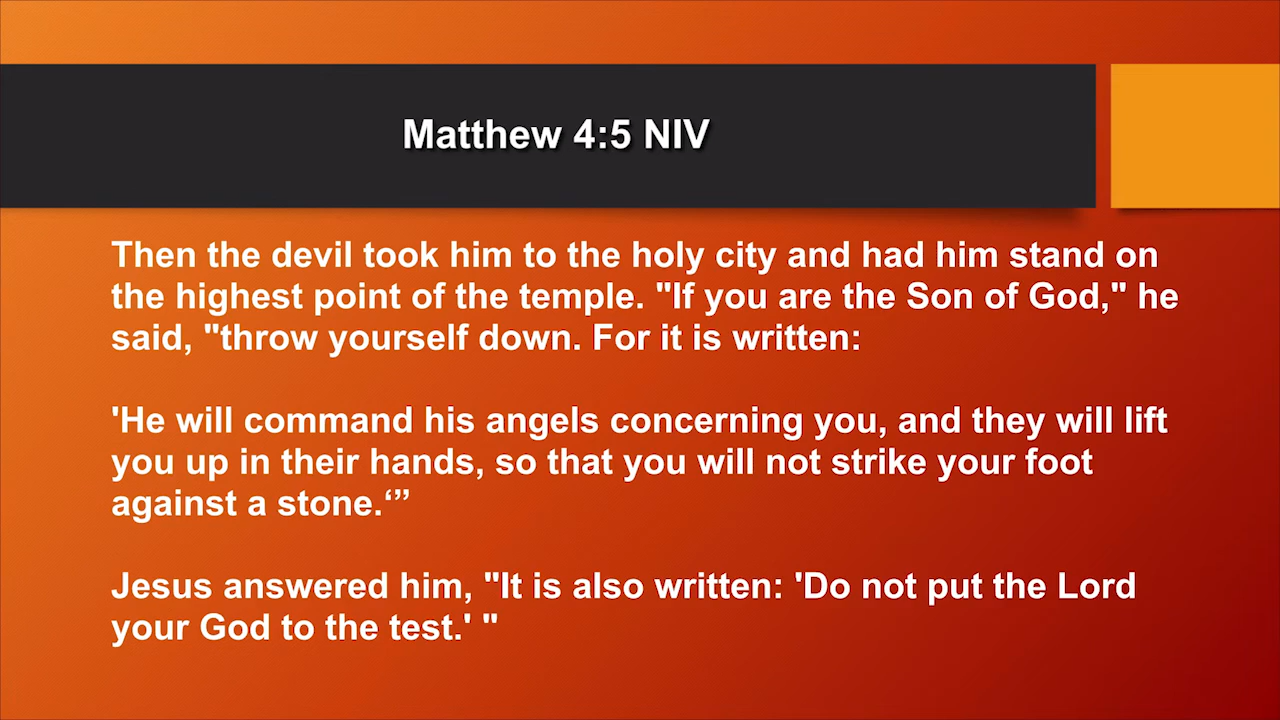 Matthew 4:5 NIV
Then the devil took him to the holy city and had him stand on
the highest point of the temple. "If you are the Son of God," he
said, "throw yourself down. For it is written:
'He will command his angels concerning you, and they will lift
you up in their hands, so that you will not strike your foot
against a stone.‘”
Jesus answered him, "It is also written: 'Do not put the Lord
your God to the test.' "